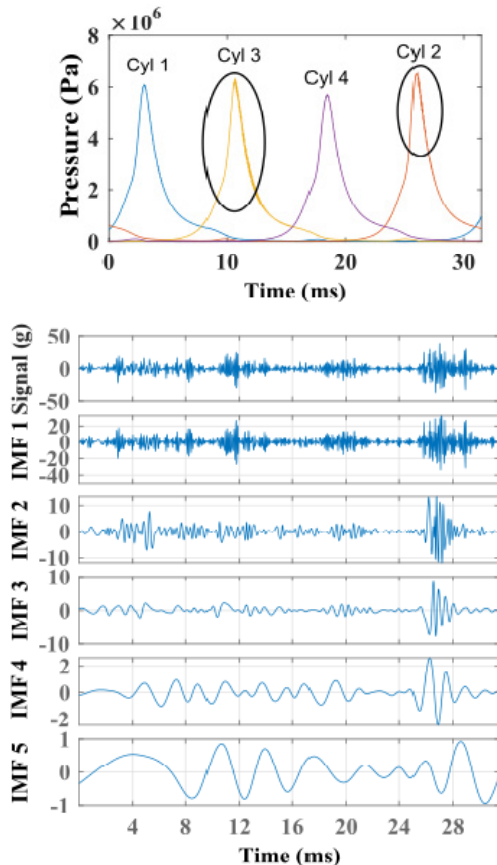 ×10⁶
8
6
4
2
0
Pressure (Pa)
Cyl 1
Cyl 3
Cyl 4
Cyl 2
0 10 20 30
Time (ms)
Signal (g)
50
0
-50
IMF 1
20
0
-20
-40
IMF 2
10
0
-10
IMF 3
10
0
-10
IMF 4
2
0
-2
IMF 5
1
0
-1
4 8 12 16 20 24 28
Time (ms)